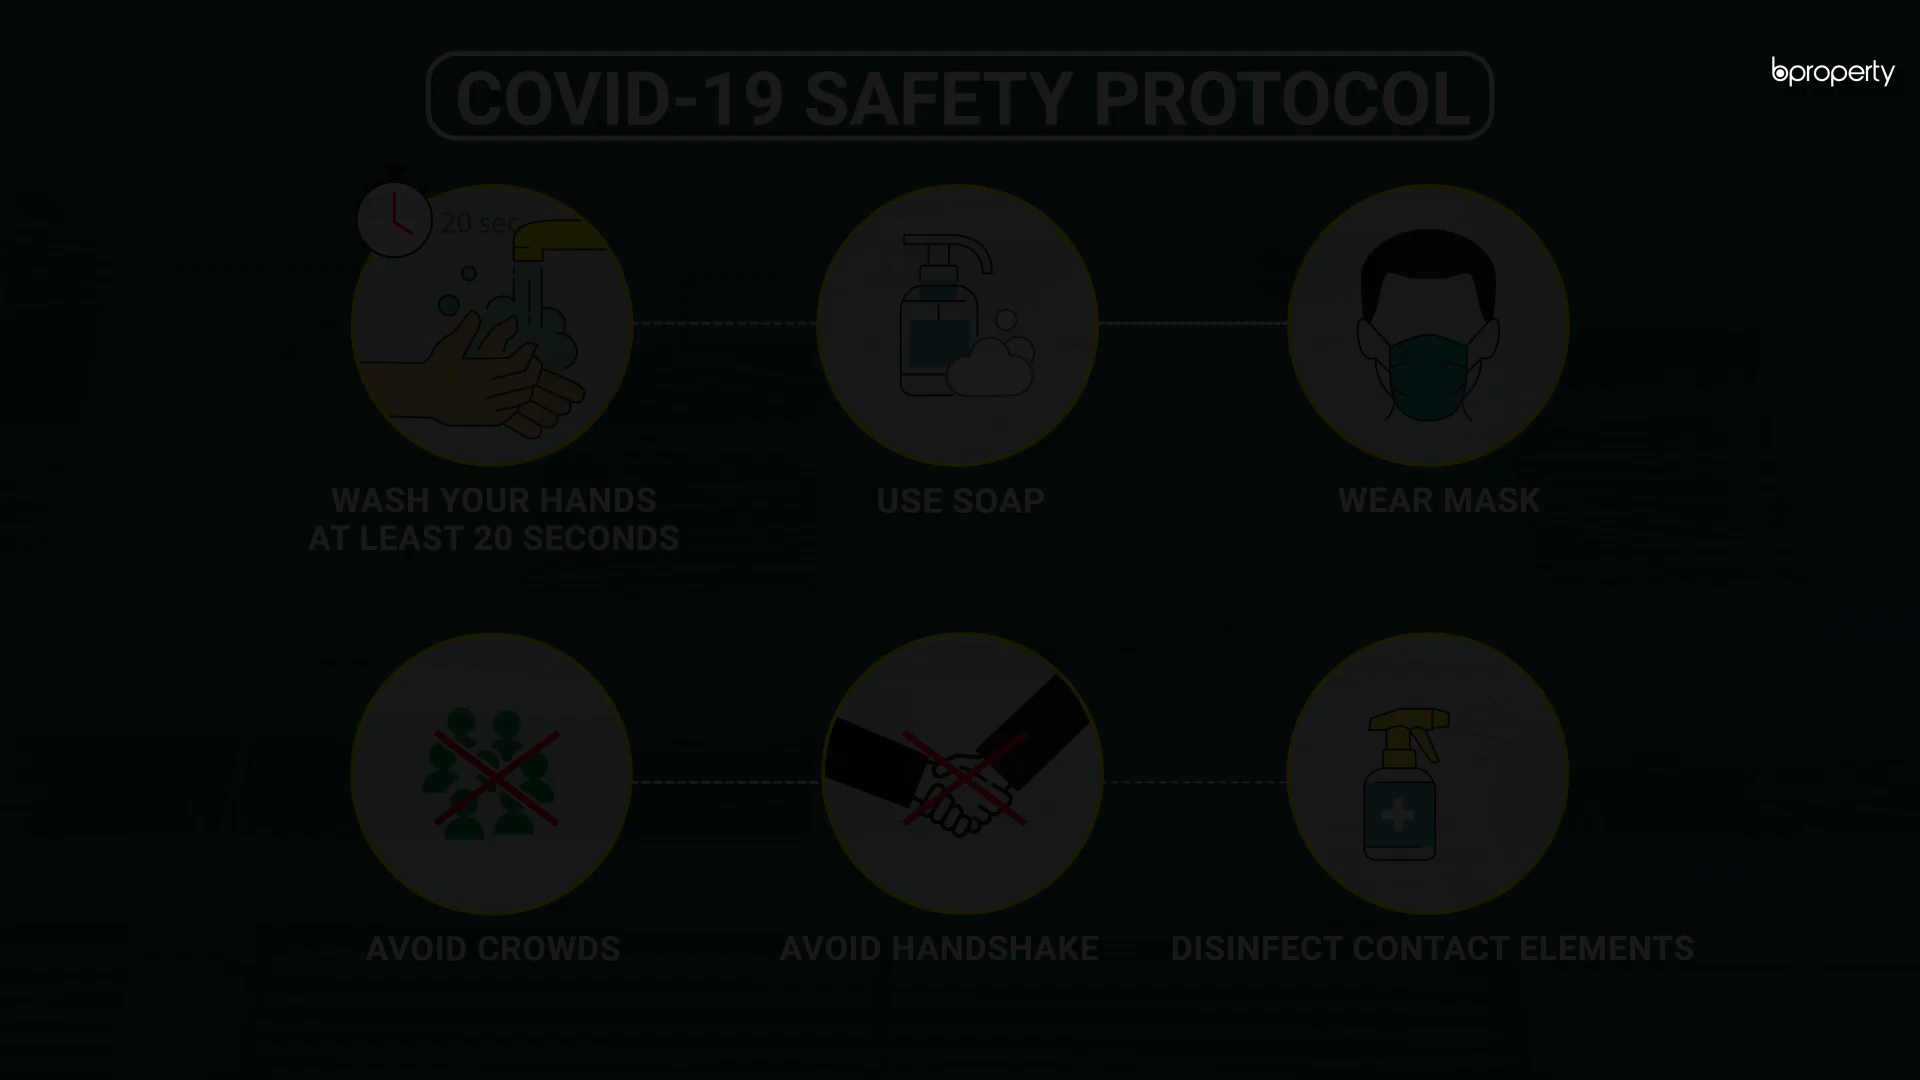 bproperty
COVID-19 SAFETY PROTOCOL
20 sec
WASH YOUR HANDS
AT LEAST 20 SECONDS
USE SOAP
WEAR MASK
AVOID CROWDS
AVOID HANDSHAKE
DISINFECT CONTACT ELEMENTS